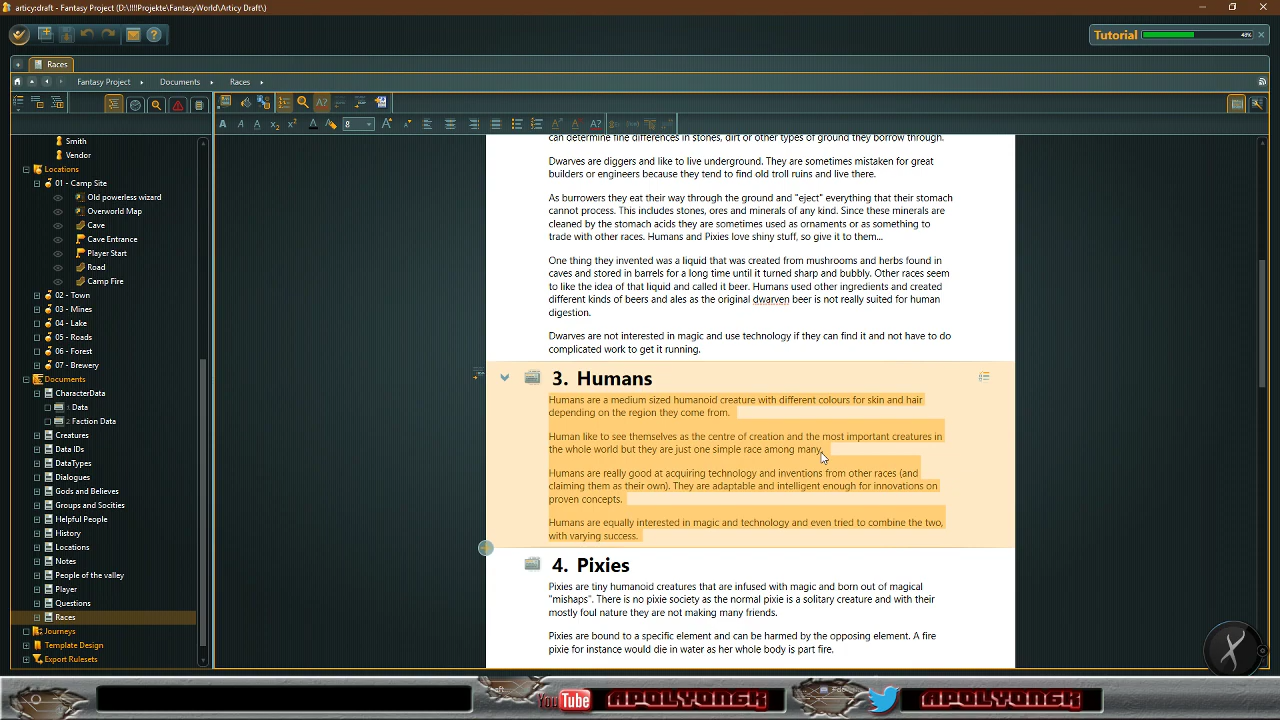 articy:draft - Fantasy Project (D:\!!!!Projekte\FantasyWorld\Articy Draft\)
Tutorial 48%
Races
Fantasy Project Documents Races
8
Smith
Vendor
Locations
01 - Camp Site
Old powerless wizard
Overworld Map
Cave
Cave Entrance
Player Start
Road
Camp Fire
02 - Town
03 - Mines
04 - Lake
05 - Roads
06 - Forest
07 - Brewery
Documents
CharacterData
1 Data
2 Faction Data
Creatures
Data IDs
DataTypes
Dialogues
Gods and Believes
Groups and Socities
Helpful People
History
Locations
Notes
People of the valley
Player
Questions
Races
Journeys
Template Design
Export Rulesets
can determine fine differences in stones, dirt or other types of ground they borrow through.
Dwarves are diggers and like to live underground. They are sometimes mistaken for great
builders or engineers because they tend to find old troll ruins and live there.
As burrowers they eat their way through the ground and "eject" everything that their stomach
cannot process. This includes stones, ores and minerals of any kind. Since these minerals are
cleaned by the stomach acids they are sometimes used as ornaments or as something to
trade with other races. Humans and Pixies love shiny stuff, so give it to them...
One thing they invented was a liquid that was created from mushrooms and herbs found in
caves and stored in barrels for a long time until it turned sharp and bubbly. Other races seem
to like the idea of that liquid and called it beer. Humans used other ingredients and created
different kinds of beers and ales as the original dwarven beer is not really suited for human
digestion.
Dwarves are not interested in magic and use technology if they can find it and not have to do
complicated work to get it running.
3. Humans
Humans are a medium sized humanoid creature with different colours for skin and hair
depending on the region they come from.
Human like to see themselves as the centre of creation and the most important creatures in
the whole world but they are just one simple race among many.
Humans are really good at acquiring technology and inventions from other races (and
claiming them as their own). They are adaptable and intelligent enough for innovations on
proven concepts.
Humans are equally interested in magic and technology and even tried to combine the two,
with varying success.
4. Pixies
Pixies are tiny humanoid creatures that are infused with magic and born out of magical
"mishaps". There is no pixie society as the normal pixie is a solitary creature and with their
mostly foul nature they are not making many friends.
Pixies are bound to a specific element and can be harmed by the opposing element. A fire
pixie for instance would die in water as her whole body is part fire.
YouTube APOLYONGK APOLYONGK